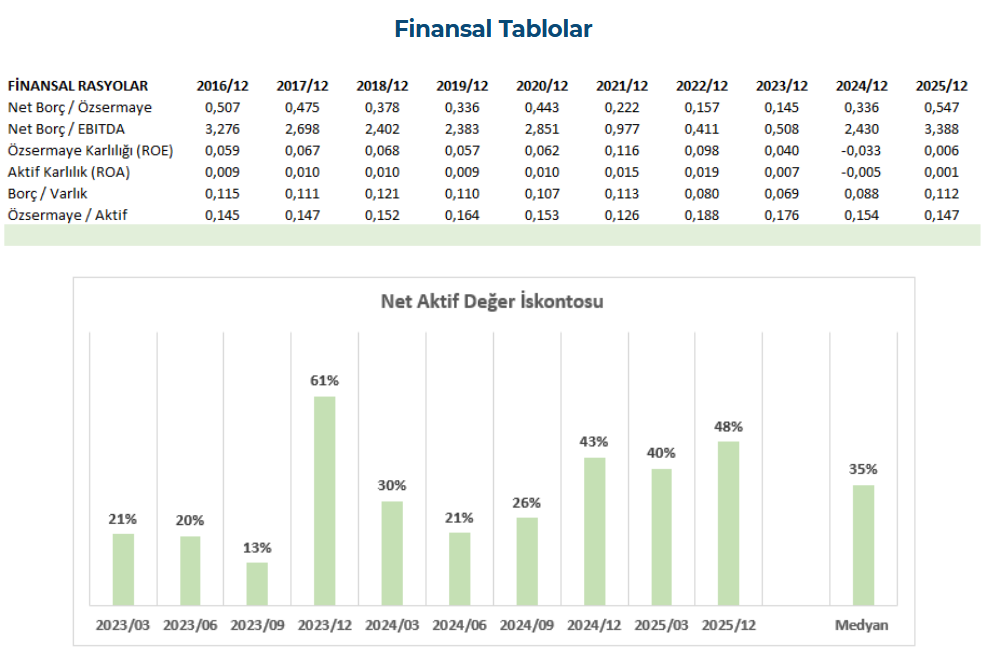 Finansal Tablolar
FİNANSAL RASYOLAR 2016/12 2017/12 2018/12 2019/12 2020/12 2021/12 2022/12 2023/12 2024/12 2025/12
Net Borç / Özsermaye 0,507 0,475 0,378 0,336 0,443 0,222 0,157 0,145 0,336 0,547
Net Borç / EBITDA 3,276 2,698 2,402 2,383 2,851 0,977 0,411 0,508 2,430 3,388
Özsermaye Karlılığı (ROE) 0,059 0,067 0,068 0,057 0,062 0,116 0,098 0,040 -0,033 0,006
Aktif Karlılık (ROA) 0,009 0,010 0,010 0,009 0,010 0,015 0,019 0,007 -0,005 0,001
Borç / Varlık 0,115 0,111 0,121 0,110 0,107 0,113 0,080 0,069 0,088 0,112
Özsermaye / Aktif 0,145 0,147 0,152 0,164 0,153 0,126 0,188 0,176 0,154 0,147
Net Aktif Değer İskontosu
21% 20% 13% 61% 30% 21% 26% 43% 40% 48% 35%
2023/03 2023/06 2023/09 2023/12 2024/03 2024/06 2024/09 2024/12 2025/03 2025/12 Medyan